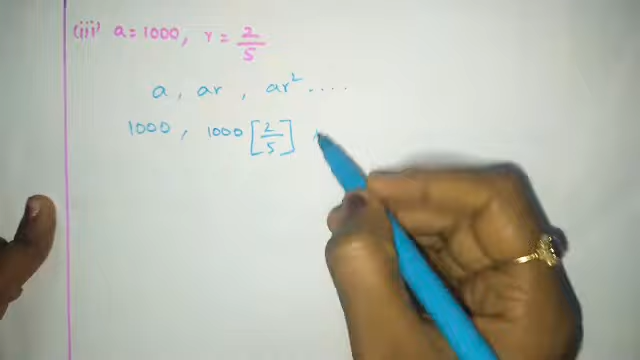 (iii) a = 1000, r = 2/5
a, ar, ar² ....
1000, 1000 [2/5]